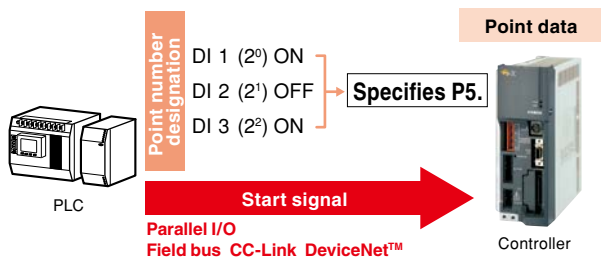 Point number
designation
DI 1 (2⁰) ON
DI 2 (2¹) OFF
DI 3 (2²) ON
Specifies P5.
Point data
PLC
Start signal
Parallel I/O
Field bus CC-Link DeviceNet™
Controller